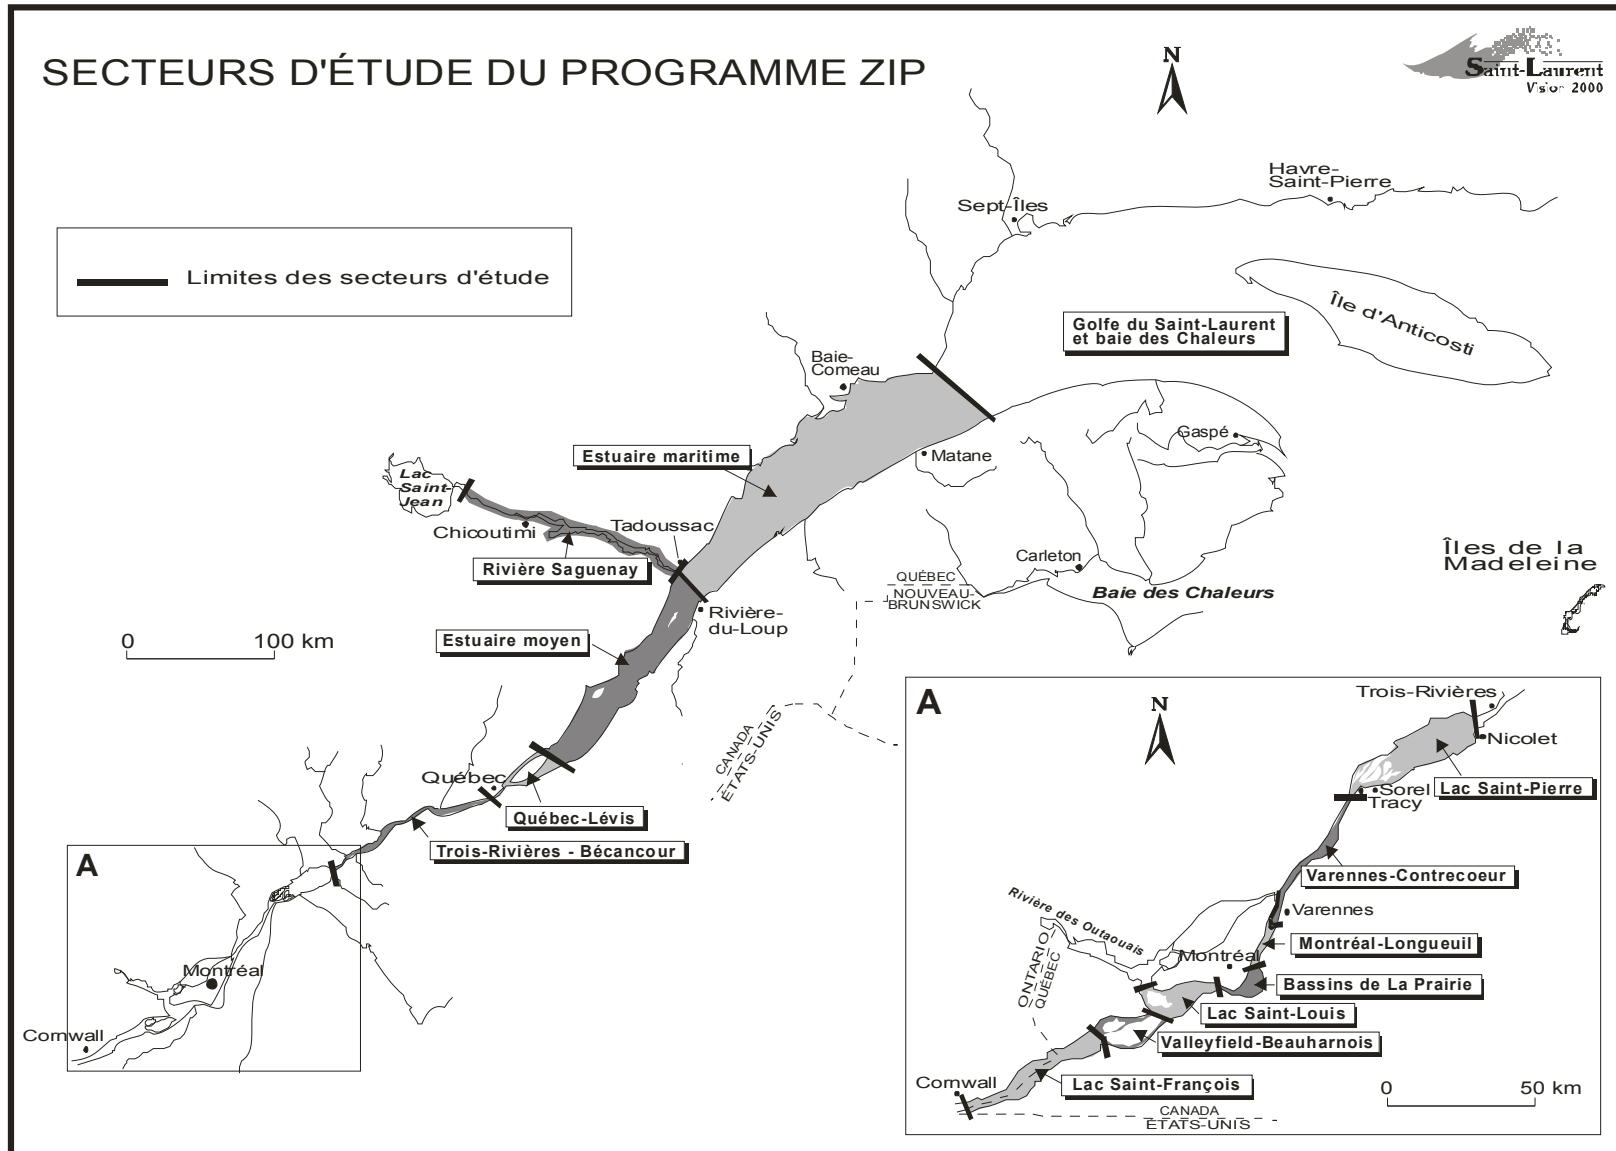 SECTEURS D'ÉTUDE DU PROGRAMME ZIP
N
Saint-Laurent
Vision 2000
Limites des secteurs d'étude
Havre-
Saint-Pierre
Sept-Îles
Île d'Anticosti
Golfe du Saint-Laurent
et baie des Chaleurs
Baie-
Comeau
Gaspé
Matane
Estuaire maritime
Lac
Saint-
Jean
Chicoutimi
Tadoussac
Rivière Saguenay
Carleton
Îles de la
Madeleine
QUÉBEC
NOUVEAU-
BRUNSWICK
Baie des Chaleurs
Rivière-
du-Loup
0 100 km
Estuaire moyen
CANADA
ÉTATS-UNIS
Québec
Québec-Lévis
Trois-Rivières - Bécancour
A
Montréal
Cornwall
A
N
Trois-Rivières
Nicolet
Lac Saint-Pierre
Sorel
Tracy
Varennes-Contrecoeur
Rivière des Outaouais
Varennes
ONTARIO
QUÉBEC
Montréal
Montréal-Longueuil
Bassins de La Prairie
Lac Saint-Louis
Valleyfield-Beauharnois
Cornwall
Lac Saint-François
0 50 km
CANADA
ÉTATS-UNIS